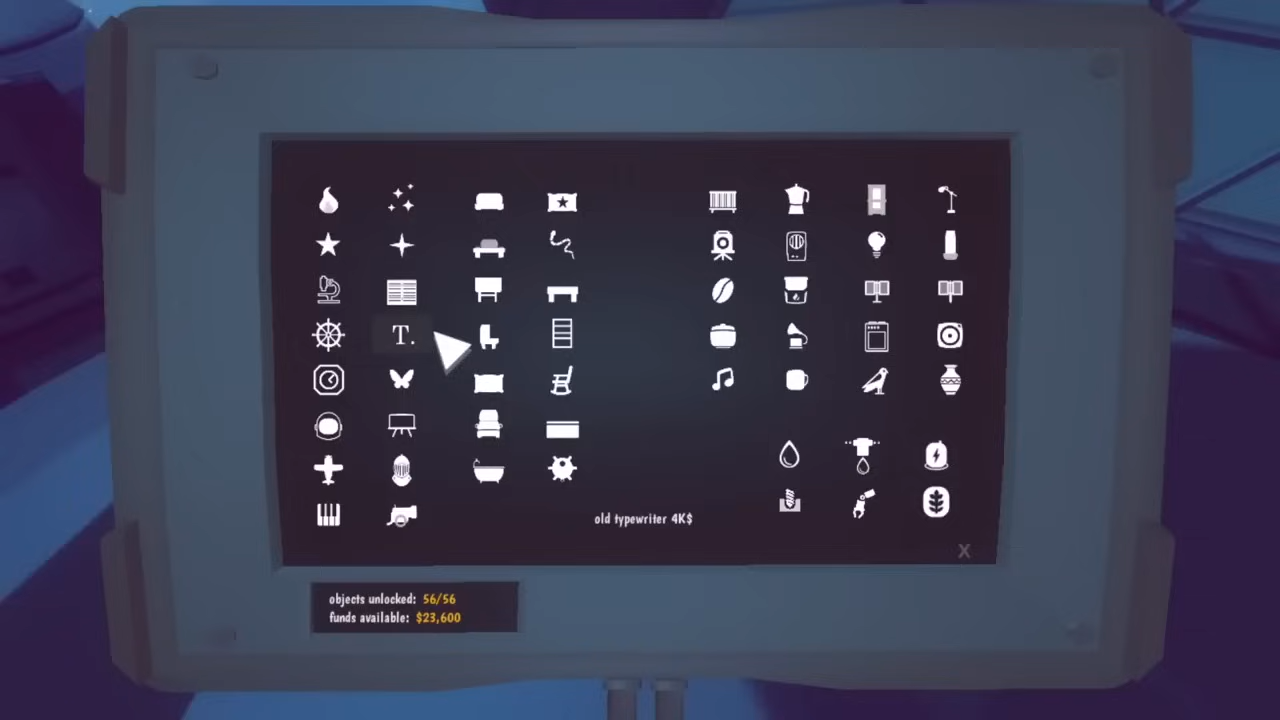 T.
old typewriter 4K$
X
objects unlocked: 56/56
funds available: $23,600